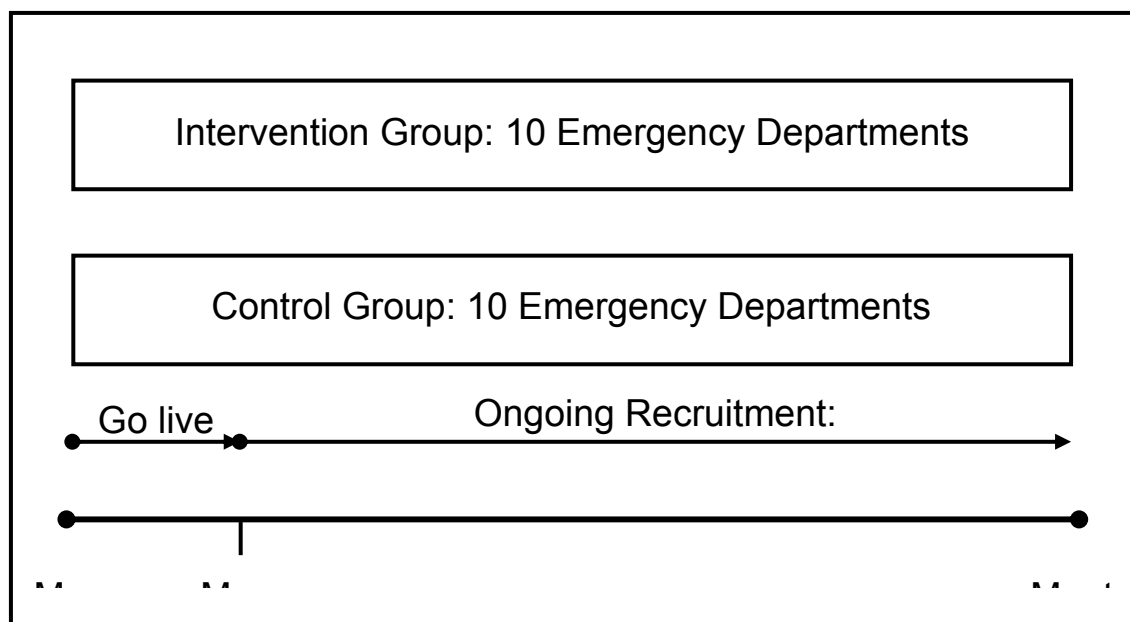 Intervention Group: 10 Emergency Departments
Control Group: 10 Emergency Departments
Go live
Ongoing Recruitment: